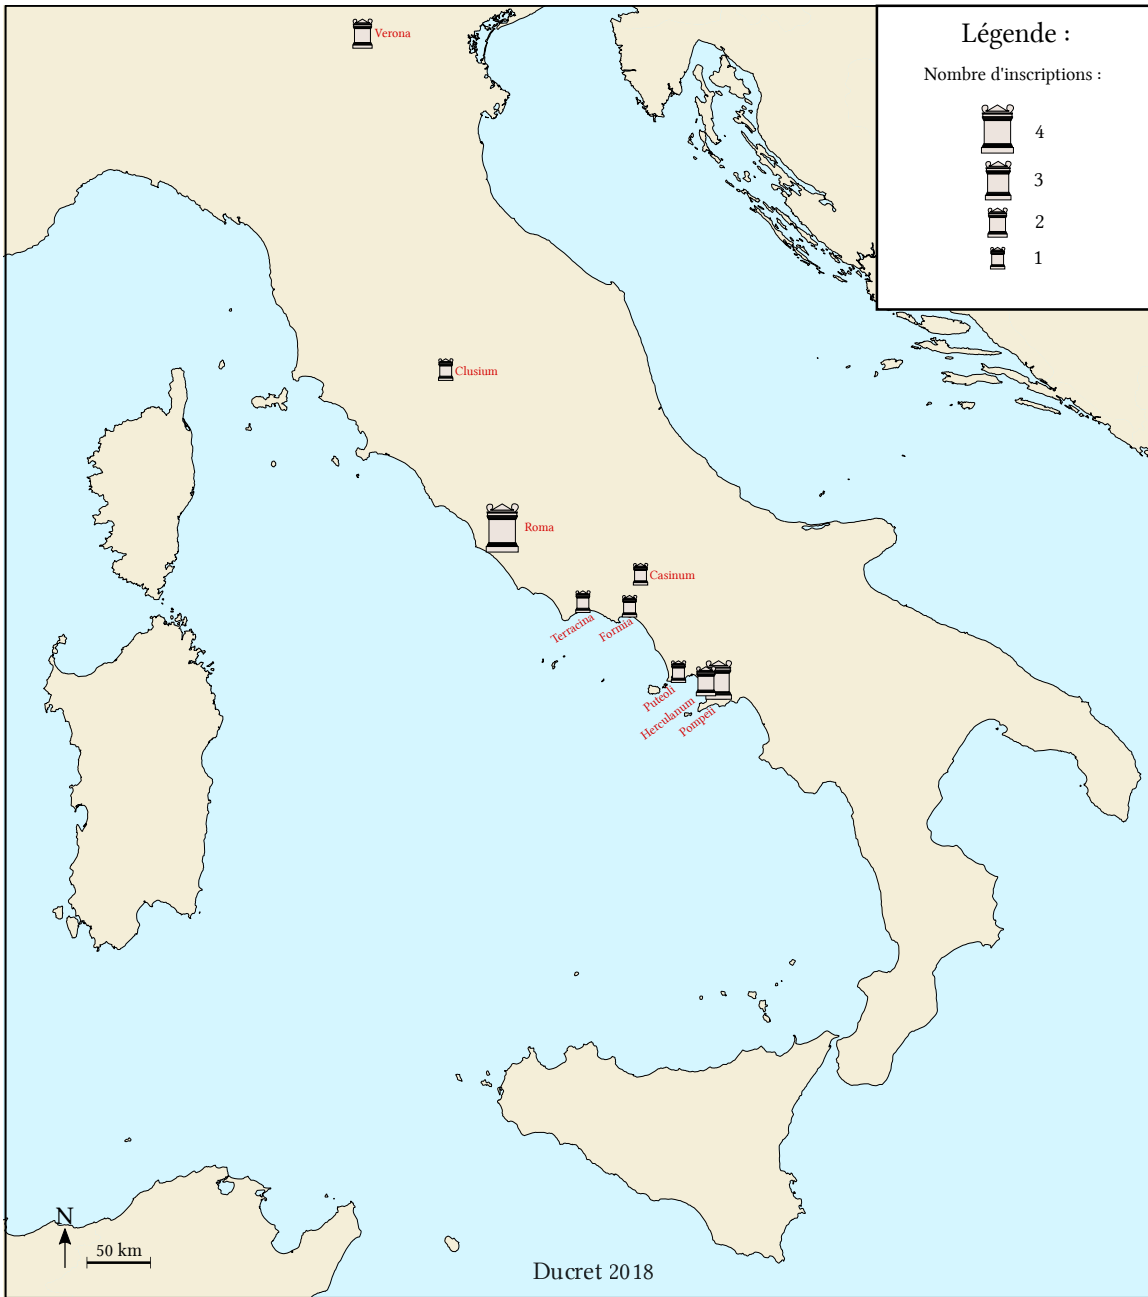 Légende :
Nombre d'inscriptions :
4
3
2
1
Verona
Clusium
Roma
Casinum
Terracina
Formia
Puteoli
Herculanum
Pompeii
N
50 km
Ducret 2018